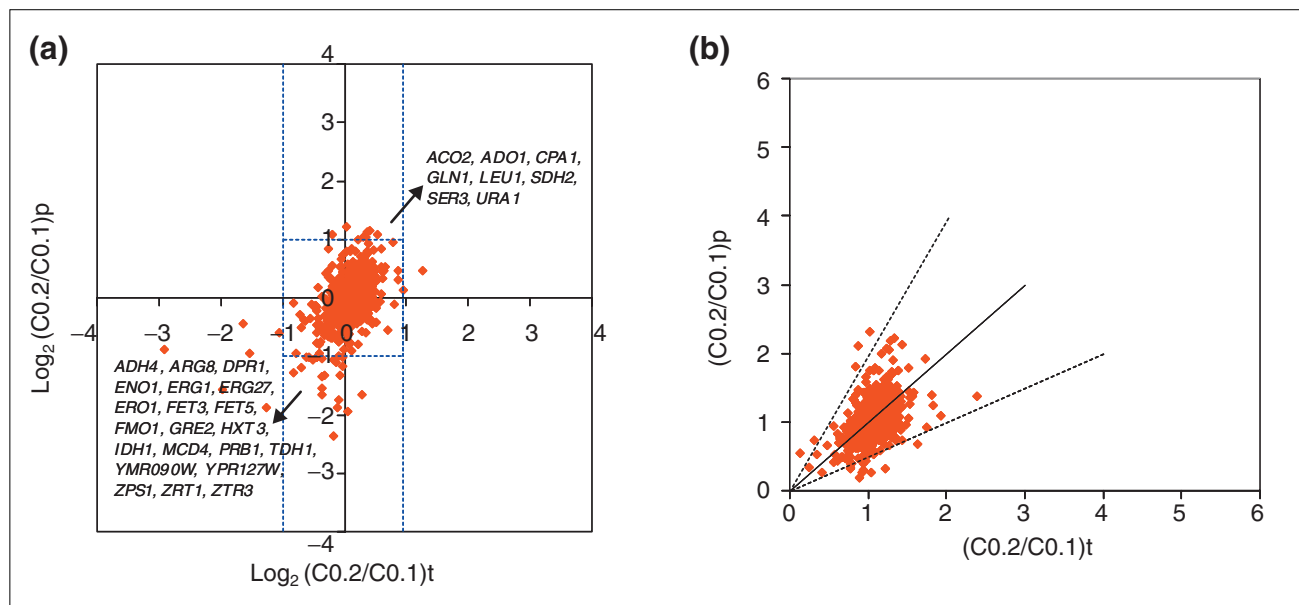 (a)
4
3
2
1
0
–1
–2
–3
–4
–4
–3
–2
–1
0
1
2
3
4
Log2 (C0.2/C0.1)p
Log2 (C0.2/C0.1)t
ACO2, ADO1, CPA1,
GLN1, LEU1, SDH2,
SER3, URA1
ADH4, ARG8, DPR1,
ENO1, ERG1, ERG27,
ERO1, FET3, FET5,
FMO1, GRE2, HXT3,
IDH1, MCD4, PRB1, TDH1,
YMR090W, YPR127W,
ZPS1, ZRT1, ZTR3
(b)
6
5
4
3
2
1
0
0
1
2
3
4
5
6
(C0.2/C0.1)p
(C0.2/C0.1)t